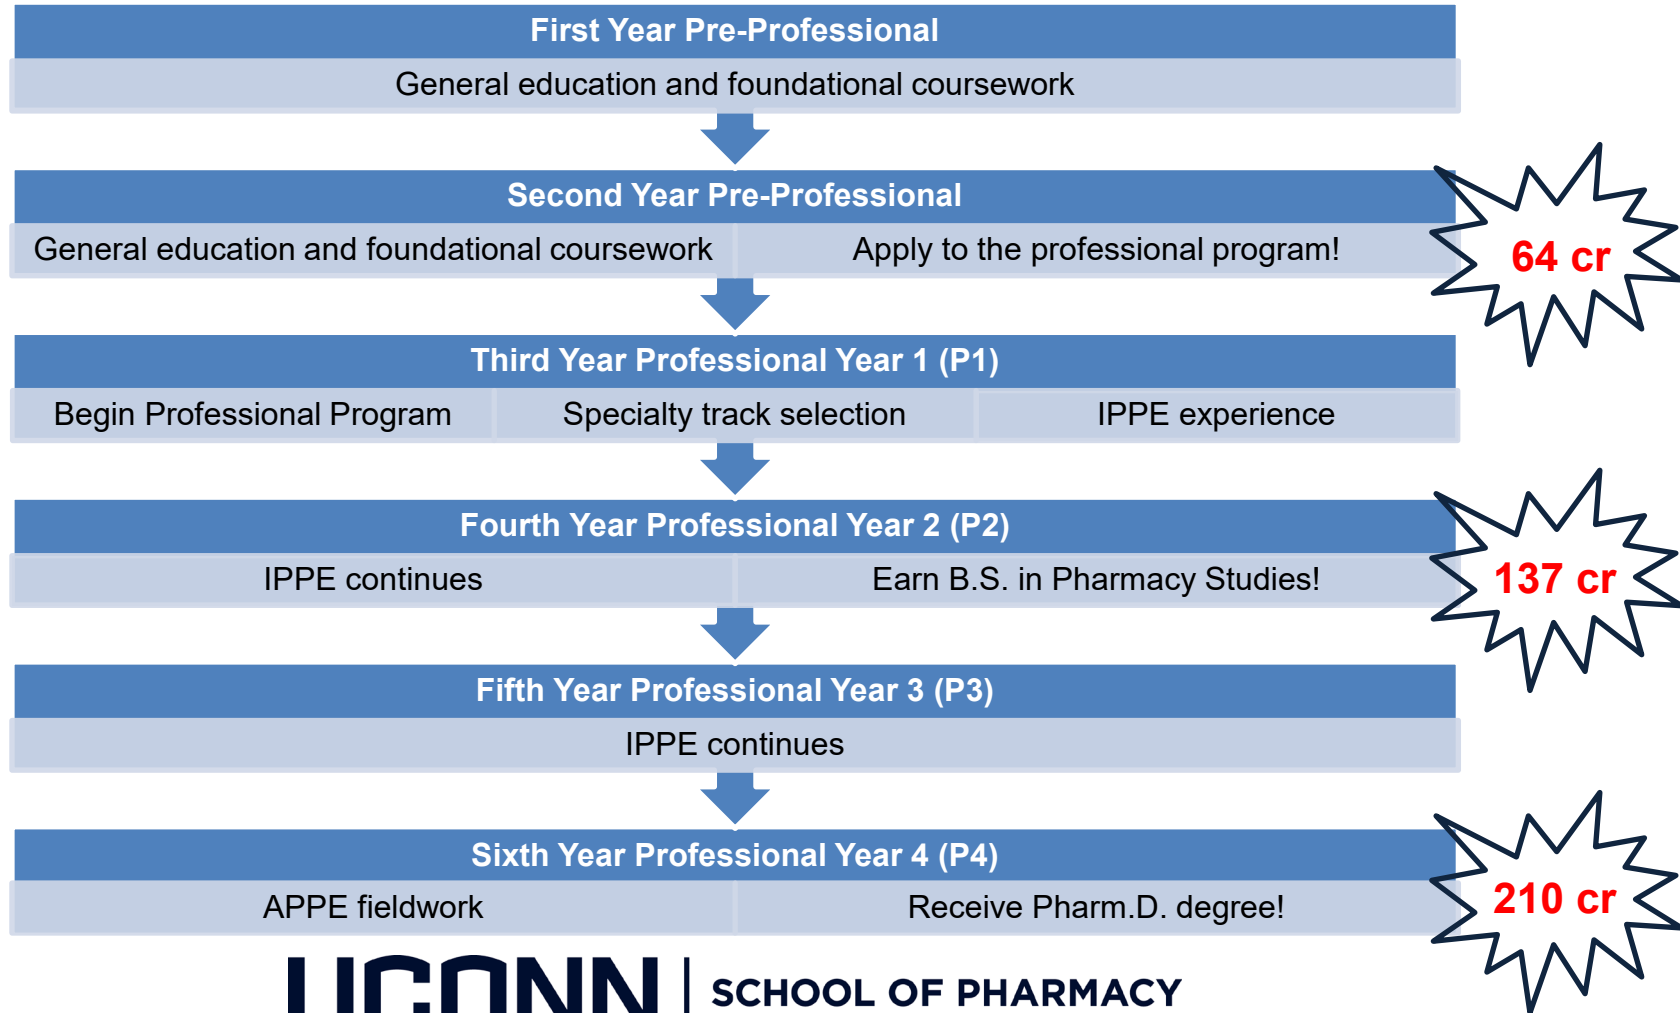 First Year Pre-Professional
General education and foundational coursework
Second Year Pre-Professional
General education and foundational coursework
Apply to the professional program!
64 cr
Third Year Professional Year 1 (P1)
Begin Professional Program
Specialty track selection
IPPE experience
Fourth Year Professional Year 2 (P2)
IPPE continues
Earn B.S. in Pharmacy Studies!
137 cr
Fifth Year Professional Year 3 (P3)
IPPE continues
Sixth Year Professional Year 4 (P4)
APPE fieldwork
Receive Pharm.D. degree!
210 cr
UCONN | SCHOOL OF PHARMACY